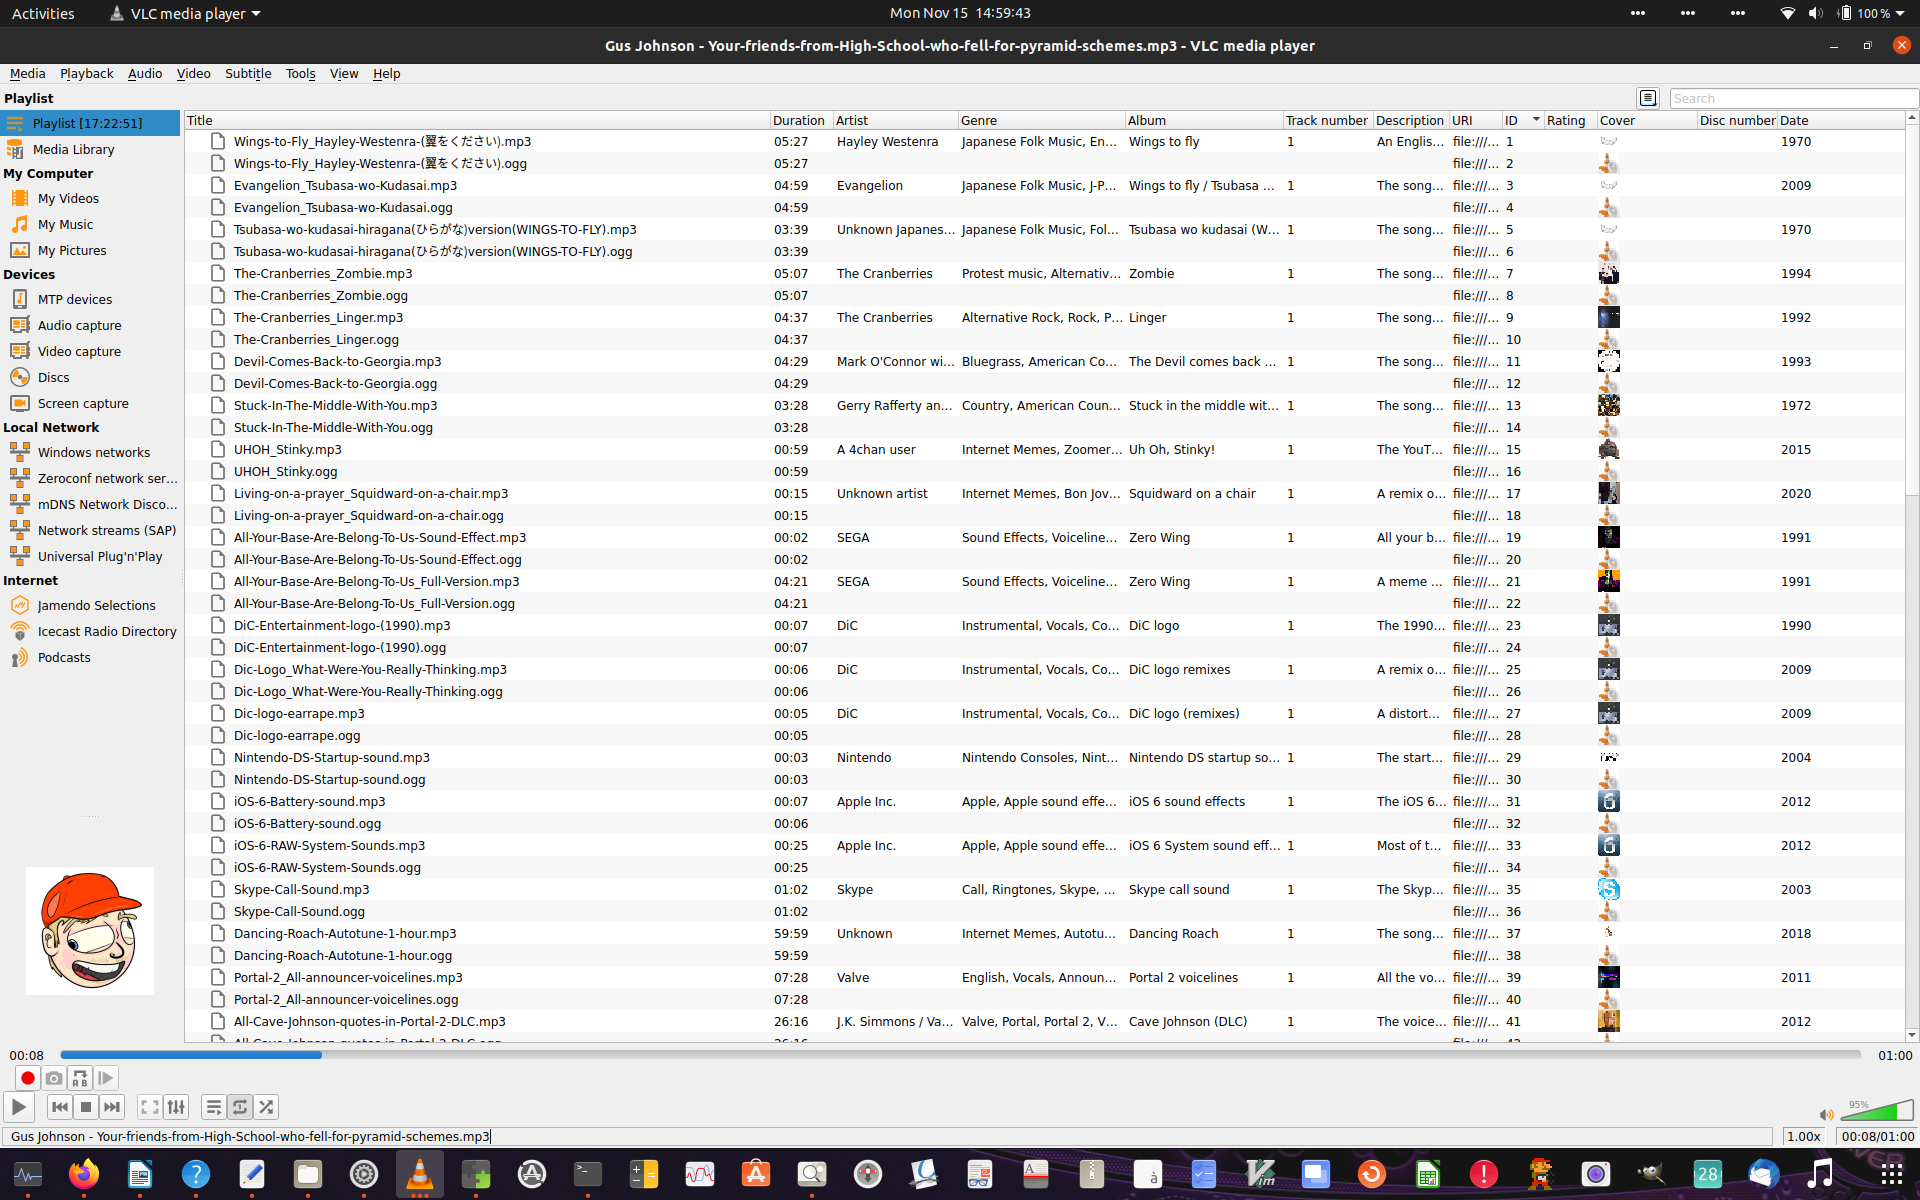 Activities VLC media player Mon Nov 15 14:59:43 100 %
Gus Johnson - Your-friends-from-High-School-who-fell-for-pyramid-schemes.mp3 - VLC media player
Media Playback Audio Video Subtitle Tools View Help
Playlist
Search
Playlist [17:22:51]
Media Library
My Computer
My Videos
My Music
My Pictures
Devices
MTP devices
Audio capture
Video capture
Discs
Screen capture
Local Network
Windows networks
Zeroconf network ser...
mDNS Network Disco...
Network streams (SAP)
Universal Plug'n'Play
Internet
Jamendo Selections
Icecast Radio Directory
Podcasts
Title Duration Artist Genre Album Track number Description URI ID Rating Cover Disc number Date
Wings-to-Fly_Hayley-Westenra-(翼をください).mp3 05:27 Hayley Westenra Japanese Folk Music, En... Wings to fly 1 An Englis... file:///... 1 1970
Wings-to-Fly_Hayley-Westenra-(翼をください).ogg 05:27 file:///... 2
Evangelion_Tsubasa-wo-Kudasai.mp3 04:59 Evangelion Japanese Folk Music, J-P... Wings to fly / Tsubasa ... 1 The song... file:///... 3 2009
Evangelion_Tsubasa-wo-Kudasai.ogg 04:59 file:///... 4
Tsubasa-wo-kudasai-hiragana(ひらがな)version(WINGS-TO-FLY).mp3 03:39 Unknown Japanes... Japanese Folk Music, Fol... Tsubasa wo kudasai (W... 1 The song... file:///... 5 1970
Tsubasa-wo-kudasai-hiragana(ひらがな)version(WINGS-TO-FLY).ogg 03:39 file:///... 6
The-Cranberries_Zombie.mp3 05:07 The Cranberries Protest music, Alternativ... Zombie 1 The song... file:///... 7 1994
The-Cranberries_Zombie.ogg 05:07 file:///... 8
The-Cranberries_Linger.mp3 04:37 The Cranberries Alternative Rock, Rock, P... Linger 1 The song... file:///... 9 1992
The-Cranberries_Linger.ogg 04:37 file:///... 10
Devil-Comes-Back-to-Georgia.mp3 04:29 Mark O'Connor wi... Bluegrass, American Co... The Devil comes back ... 1 The song... file:///... 11 1993
Devil-Comes-Back-to-Georgia.ogg 04:29 file:///... 12
Stuck-In-The-Middle-With-You.mp3 03:28 Gerry Rafferty an... Country, American Coun... Stuck in the middle wit... 1 The song... file:///... 13 1972
Stuck-In-The-Middle-With-You.ogg 03:28 file:///... 14
UHOH_Stinky.mp3 00:59 A 4chan user Internet Memes, Zoomer... Uh Oh, Stinky! 1 The YouT... file:///... 15 2015
UHOH_Stinky.ogg 00:59 file:///... 16
Living-on-a-prayer_Squidward-on-a-chair.mp3 00:15 Unknown artist Internet Memes, Bon Jov... Squidward on a chair 1 A remix o... file:///... 17 2020
Living-on-a-prayer_Squidward-on-a-chair.ogg 00:15 file:///... 18
All-Your-Base-Are-Belong-To-Us-Sound-Effect.mp3 00:02 SEGA Sound Effects, Voiceline... Zero Wing 1 All your b... file:///... 19 1991
All-Your-Base-Are-Belong-To-Us-Sound-Effect.ogg 00:02 file:///... 20
All-Your-Base-Are-Belong-To-Us_Full-Version.mp3 04:21 SEGA Sound Effects, Voiceline... Zero Wing 1 A meme ... file:///... 21 1991
All-Your-Base-Are-Belong-To-Us_Full-Version.ogg 04:21 file:///... 22
DiC-Entertainment-logo-(1990).mp3 00:07 DiC Instrumental, Vocals, Co... DiC logo 1 The 1990... file:///... 23 1990
DiC-Entertainment-logo-(1990).ogg 00:07 file:///... 24
Dic-Logo_What-Were-You-Really-Thinking.mp3 00:06 DiC Instrumental, Vocals, Co... DiC logo remixes 1 A remix o... file:///... 25 2009
Dic-Logo_What-Were-You-Really-Thinking.ogg 00:06 file:///... 26
Dic-logo-earrape.mp3 00:05 DiC Instrumental, Vocals, Co... DiC logo (remixes) 1 A distort... file:///... 27 2009
Dic-logo-earrape.ogg 00:05 file:///... 28
Nintendo-DS-Startup-sound.mp3 00:03 Nintendo Nintendo Consoles, Nint... Nintendo DS startup so... 1 The start... file:///... 29 2004
Nintendo-DS-Startup-sound.ogg 00:03 file:///... 30
iOS-6-Battery-sound.mp3 00:07 Apple Inc. Apple, Apple sound effe... iOS 6 sound effects 1 The iOS 6... file:///... 31 2012
iOS-6-Battery-sound.ogg 00:06 file:///... 32
iOS-6-RAW-System-Sounds.mp3 00:25 Apple Inc. Apple, Apple sound effe... iOS 6 System sound eff... 1 Most of t... file:///... 33 2012
iOS-6-RAW-System-Sounds.ogg 00:25 file:///... 34
Skype-Call-Sound.mp3 01:02 Skype Call, Ringtones, Skype, ... Skype call sound 1 The Skyp... file:///... 35 2003
Skype-Call-Sound.ogg 01:02 file:///... 36
Dancing-Roach-Autotune-1-hour.mp3 59:59 Unknown Internet Memes, Autotu... Dancing Roach 1 The song... file:///... 37 2018
Dancing-Roach-Autotune-1-hour.ogg 59:59 file:///... 38
Portal-2_All-announcer-voicelines.mp3 07:28 Valve English, Vocals, Announ... Portal 2 voicelines 1 All the vo... file:///... 39 2011
Portal-2_All-announcer-voicelines.ogg 07:28 file:///... 40
All-Cave-Johnson-quotes-in-Portal-2-DLC.mp3 26:16 J.K. Simmons / Va... Valve, Portal, Portal 2, V... Cave Johnson (DLC) 1 The voice... file:///... 41 2012
00:08 01:00
A B
95%
Gus Johnson - Your-friends-from-High-School-who-fell-for-pyramid-schemes.mp3 1.00x 00:08/01:00
28